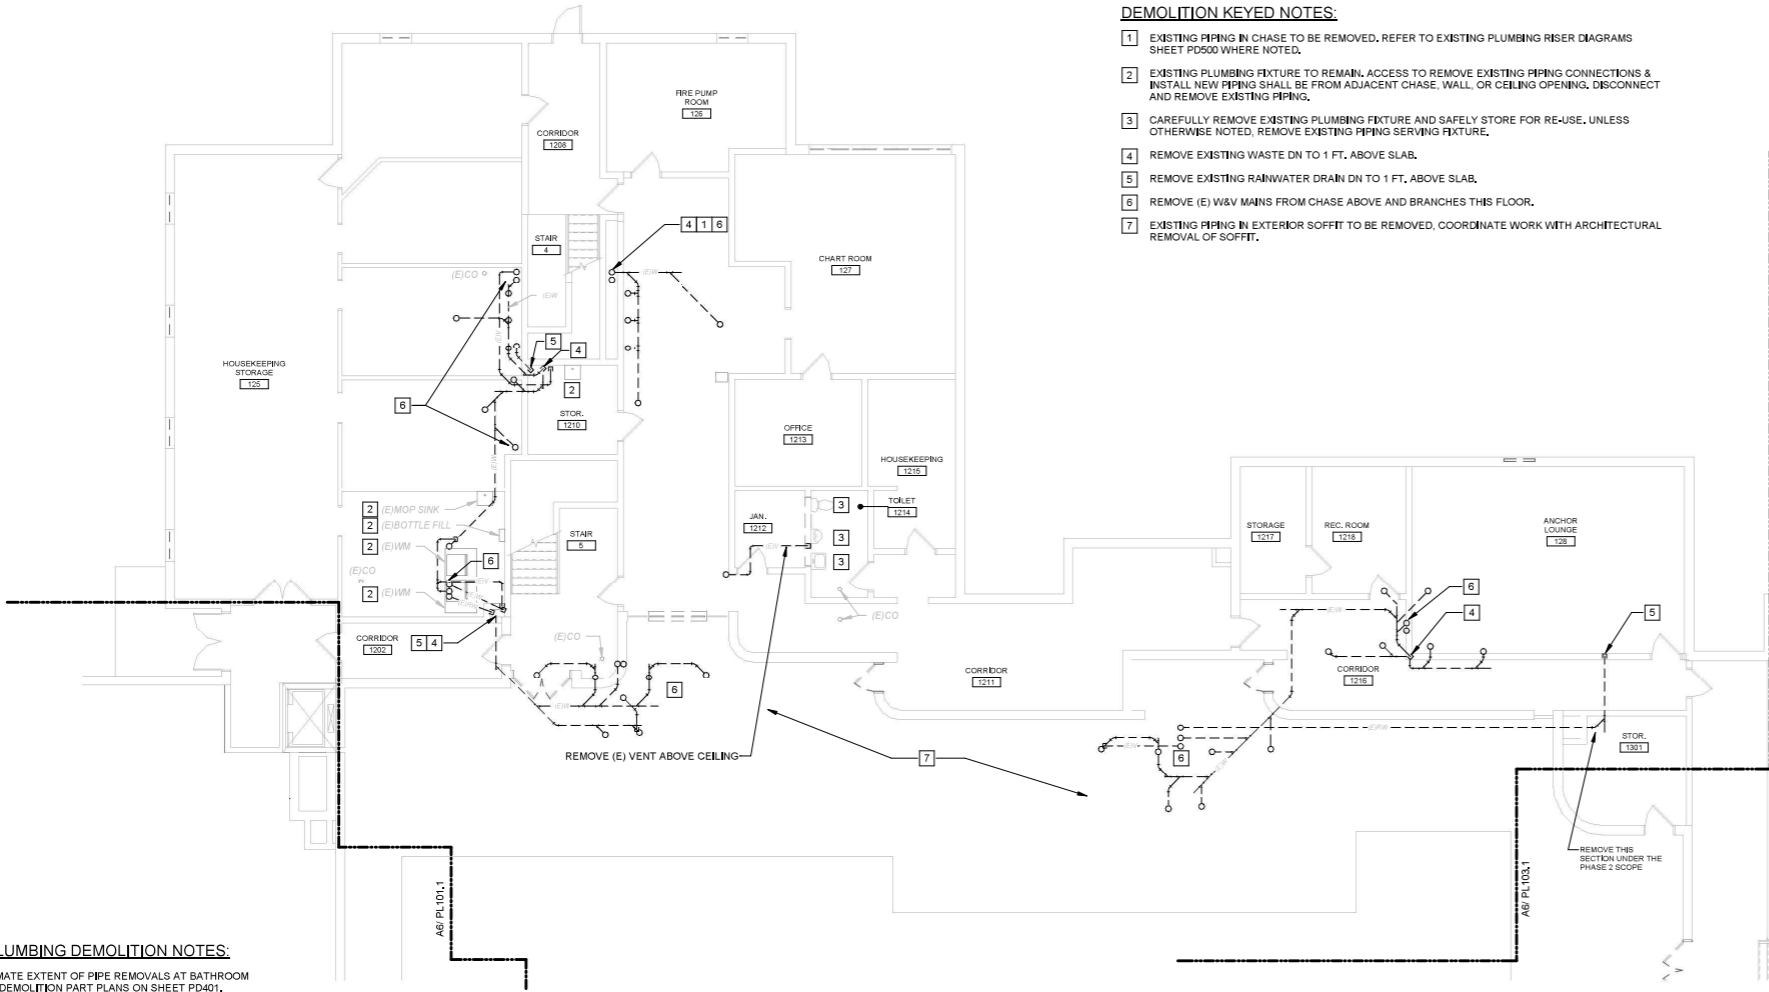 DEMOLITION KEYED NOTES:
1 EXISTING PIPING IN CHASE TO BE REMOVED. REFER TO EXISTING PLUMBING RISER DIAGRAMS
SHEET PD500 WHERE NOTED.
2 EXISTING PLUMBING FIXTURE TO REMAIN. ACCESS TO REMOVE EXISTING PIPING CONNECTIONS &
INSTALL NEW PIPING SHALL BE FROM ADJACENT CHASE, WALL, OR CEILING OPENING. DISCONNECT
AND REMOVE EXISTING PIPING.
3 CAREFULLY REMOVE EXISTING PLUMBING FIXTURE AND SAFELY STORE FOR RE-USE. UNLESS
OTHERWISE NOTED, REMOVE EXISTING PIPING SERVING FIXTURE.
4 REMOVE EXISTING WASTE DN TO 1 FT. ABOVE SLAB.
5 REMOVE EXISTING RAINWATER DRAIN DN TO 1 FT. ABOVE SLAB.
6 REMOVE (E) W&V MAINS FROM CHASE ABOVE AND BRANCHES THIS FLOOR.
7 EXISTING PIPING IN EXTERIOR SOFFIT TO BE REMOVED, COORDINATE WORK WITH ARCHITECTURAL
REMOVAL OF SOFFIT.
FIRE PUMP
ROOM
126
CORRIDOR
1208
STAIR
4
4 1 6
CHART ROOM
127
(E)CO
(E)W
(E)W
(E)V
5
4
2
HOUSEKEEPING
STORAGE
125
6
STOR.
1210
OFFICE
1213
HOUSEKEEPING
1215
(E)W
2 (E)MOP SINK
2 (E)BOTTLE FILL
2 (E)WM
(E)CO
2 (E)WM
6
STAIR
5
JAN.
1212
(E)V
3
3
3
TOILET
1214
(E)CO
STORAGE
1217
REC. ROOM
1218
ANCHOR
LOUNGE
128
6
4
5
(E)W
CORRIDOR
1202
5 4
(E)CO
6
(E)W
CORRIDOR
1211
CORRIDOR
1216
REMOVE (E) VENT ABOVE CEILING
7
6
(E)W
(E)RW
STOR.
1301
REMOVE THIS
SECTION UNDER THE
PHASE 2 SCOPE
A6/ PL101.1
A6/ PL103.1
LUMBING DEMOLITION NOTES:
MATE EXTENT OF PIPE REMOVALS AT BATHROOM
DEMOLITION PART PLANS ON SHEET PD401.